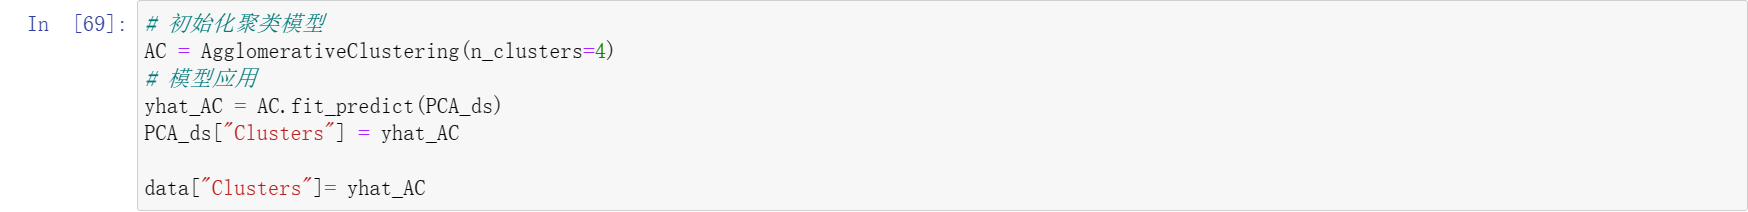 In [69]: # 初始化聚类模型
AC = AgglomerativeClustering(n_clusters=4)
# 模型应用
yhat_AC = AC.fit_predict(PCA_ds)
PCA_ds["Clusters"] = yhat_AC
data["Clusters"]= yhat_AC